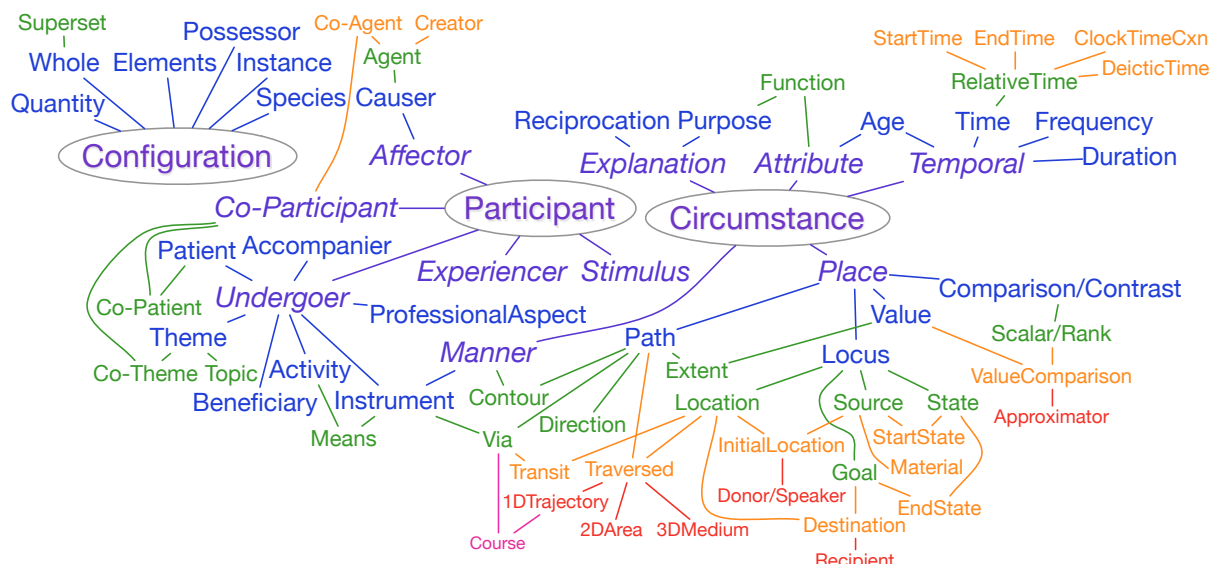 Superset
Co-Agent
Creator
Possessor
StartTime
EndTime
ClockTimeCxn
Agent
Whole
Elements
Instance
DeicticTime
Function
RelativeTime
Quantity
Species
Causer
Reciprocation
Purpose
Age
Time
Frequency
Configuration
Affector
Explanation
Attribute
Temporal
Duration
Co-Participant
Participant
Circumstance
Patient
Accompanier
Experiencer
Stimulus
Place
Undergoer
Comparison/Contrast
Co-Patient
ProfessionalAspect
Value
Theme
Manner
Path
Scalar/Rank
Locus
Co-Theme
Topic
Activity
Extent
ValueComparison
Beneficiary
Instrument
Contour
Location
Source
State
Approximator
Means
Via
Direction
InitialLocation
StartState
Transit
Traversed
Goal
Material
1DTrajectory
Donor/Speaker
EndState
2DArea
3DMedium
Destination
Course
Recipient